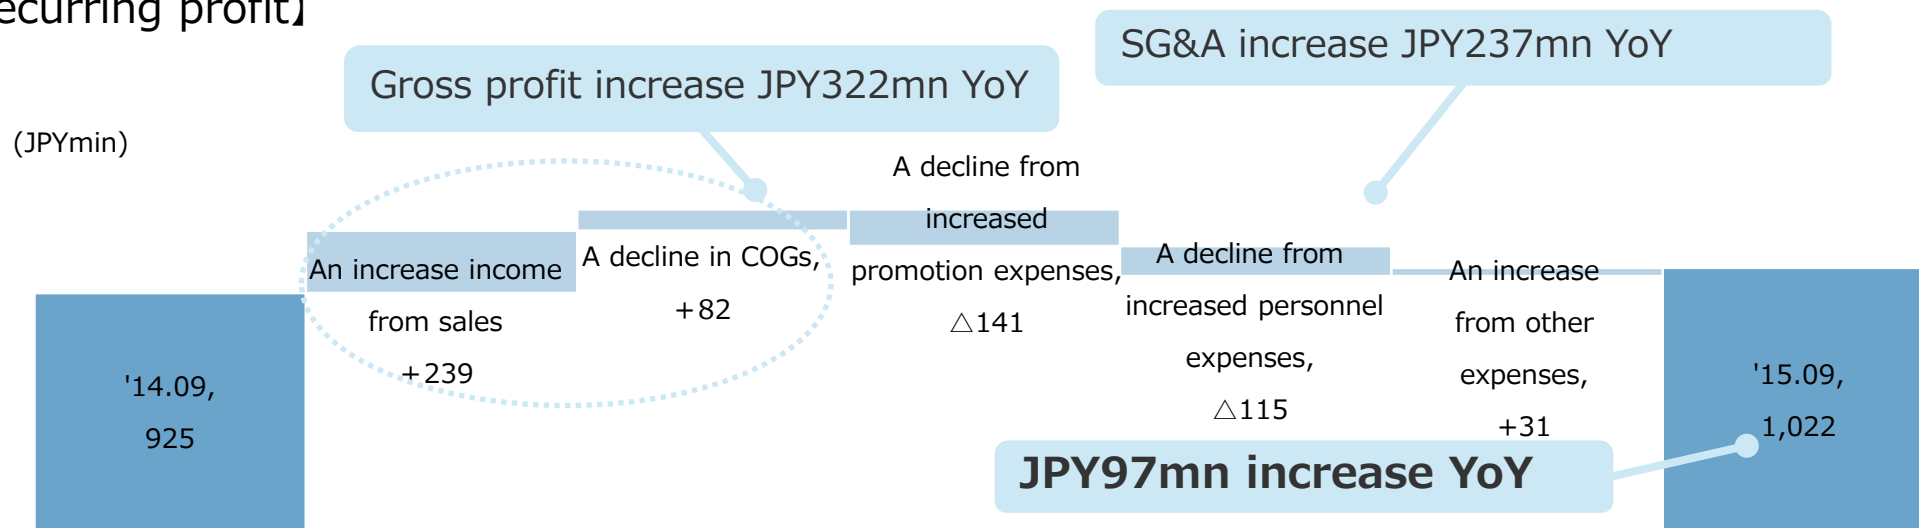 ecurring profit】
SG&A increase JPY237mn YoY
Gross profit increase JPY322mn YoY
(JPYmin)
'14.09,
925
An increase income
from sales
+239
A decline in COGs,
+82
A decline from
increased
promotion expenses,
△141
A decline from
increased personnel
expenses,
△115
An increase
from other
expenses,
+31
'15.09,
1,022
JPY97mn increase YoY